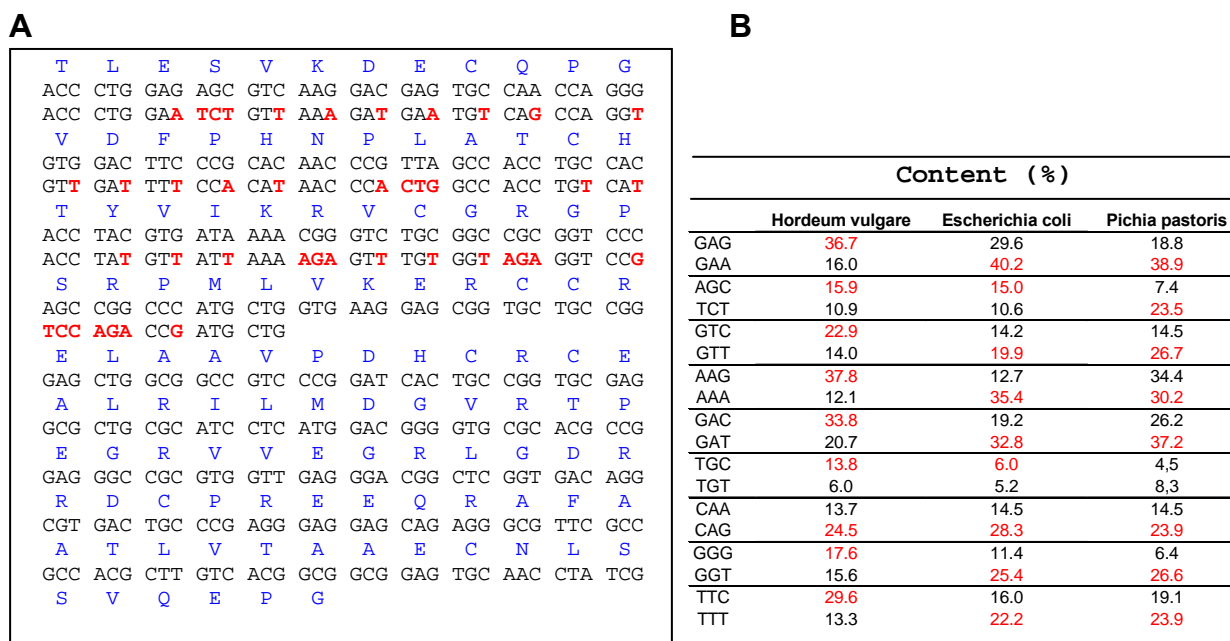 A
T L E S V K D E C Q P G
ACC CTG GAG AGC GTC AAG GAC GAG TGC CAA CCA GGG
ACC CTG GAA TCT GTT AAA GAT GAA TGT CAG CCA GGT
V D F P H N P L A T C H
GTG GAC TTC CCG CAC AAC CCG TTA GCC ACC TGC CAC
GTT GAT TTT CCA CAT AAC CCA CTG GCC ACC TGT CAT
T Y V I K R V C G R G P
ACC TAC GTG ATA AAA CGG GTC TGC GGC CGC GGT CCC
ACC TAT GTT ATT AAA AGA GTT TGT GGT AGA GGT CCG
S R P M L V K E R C C R
AGC CGG CCC ATG CTG GTG AAG GAG CGG TGC TGC CGG
TCC AGA CCG ATG CTG
E L A A V P D H C R C E
GAG CTG GCG GCC GTC CCG GAT CAC TGC CGG TGC GAG
A L R I L M D G V R T P
GCG CTG CGC ATC CTC ATG GAC GGG GTG CGC ACG CCG
E G R V V E G R L G D R
GAG GGC CGC GTG GTT GAG GGA CGG CTC GGT GAC AGG
R D C P R E E Q R A F A
CGT GAC TGC CCG AGG GAG GAG CAG AGG GCG TTC GCC
A T L V T A A E C N L S
GCC ACG CTT GTC ACG GCG GCG GAG TGC AAC CTA TCG
S V Q E P G
B
Content (%)
Hordeum vulgare Escherichia coli Pichia pastoris
GAG 36.7 29.6 18.8
GAA 16.0 40.2 38.9
AGC 15.9 15.0 7.4
TCT 10.9 10.6 23.5
GTC 22.9 14.2 14.5
GTT 14.0 19.9 26.7
AAG 37.8 12.7 34.4
AAA 12.1 35.4 30.2
GAC 33.8 19.2 26.2
GAT 20.7 32.8 37.2
TGC 13.8 6.0 4,5
TGT 6.0 5.2 8,3
CAA 13.7 14.5 14.5
CAG 24.5 28.3 23.9
GGG 17.6 11.4 6.4
GGT 15.6 25.4 26.6
TTC 29.6 16.0 19.1
TTT 13.3 22.2 23.9